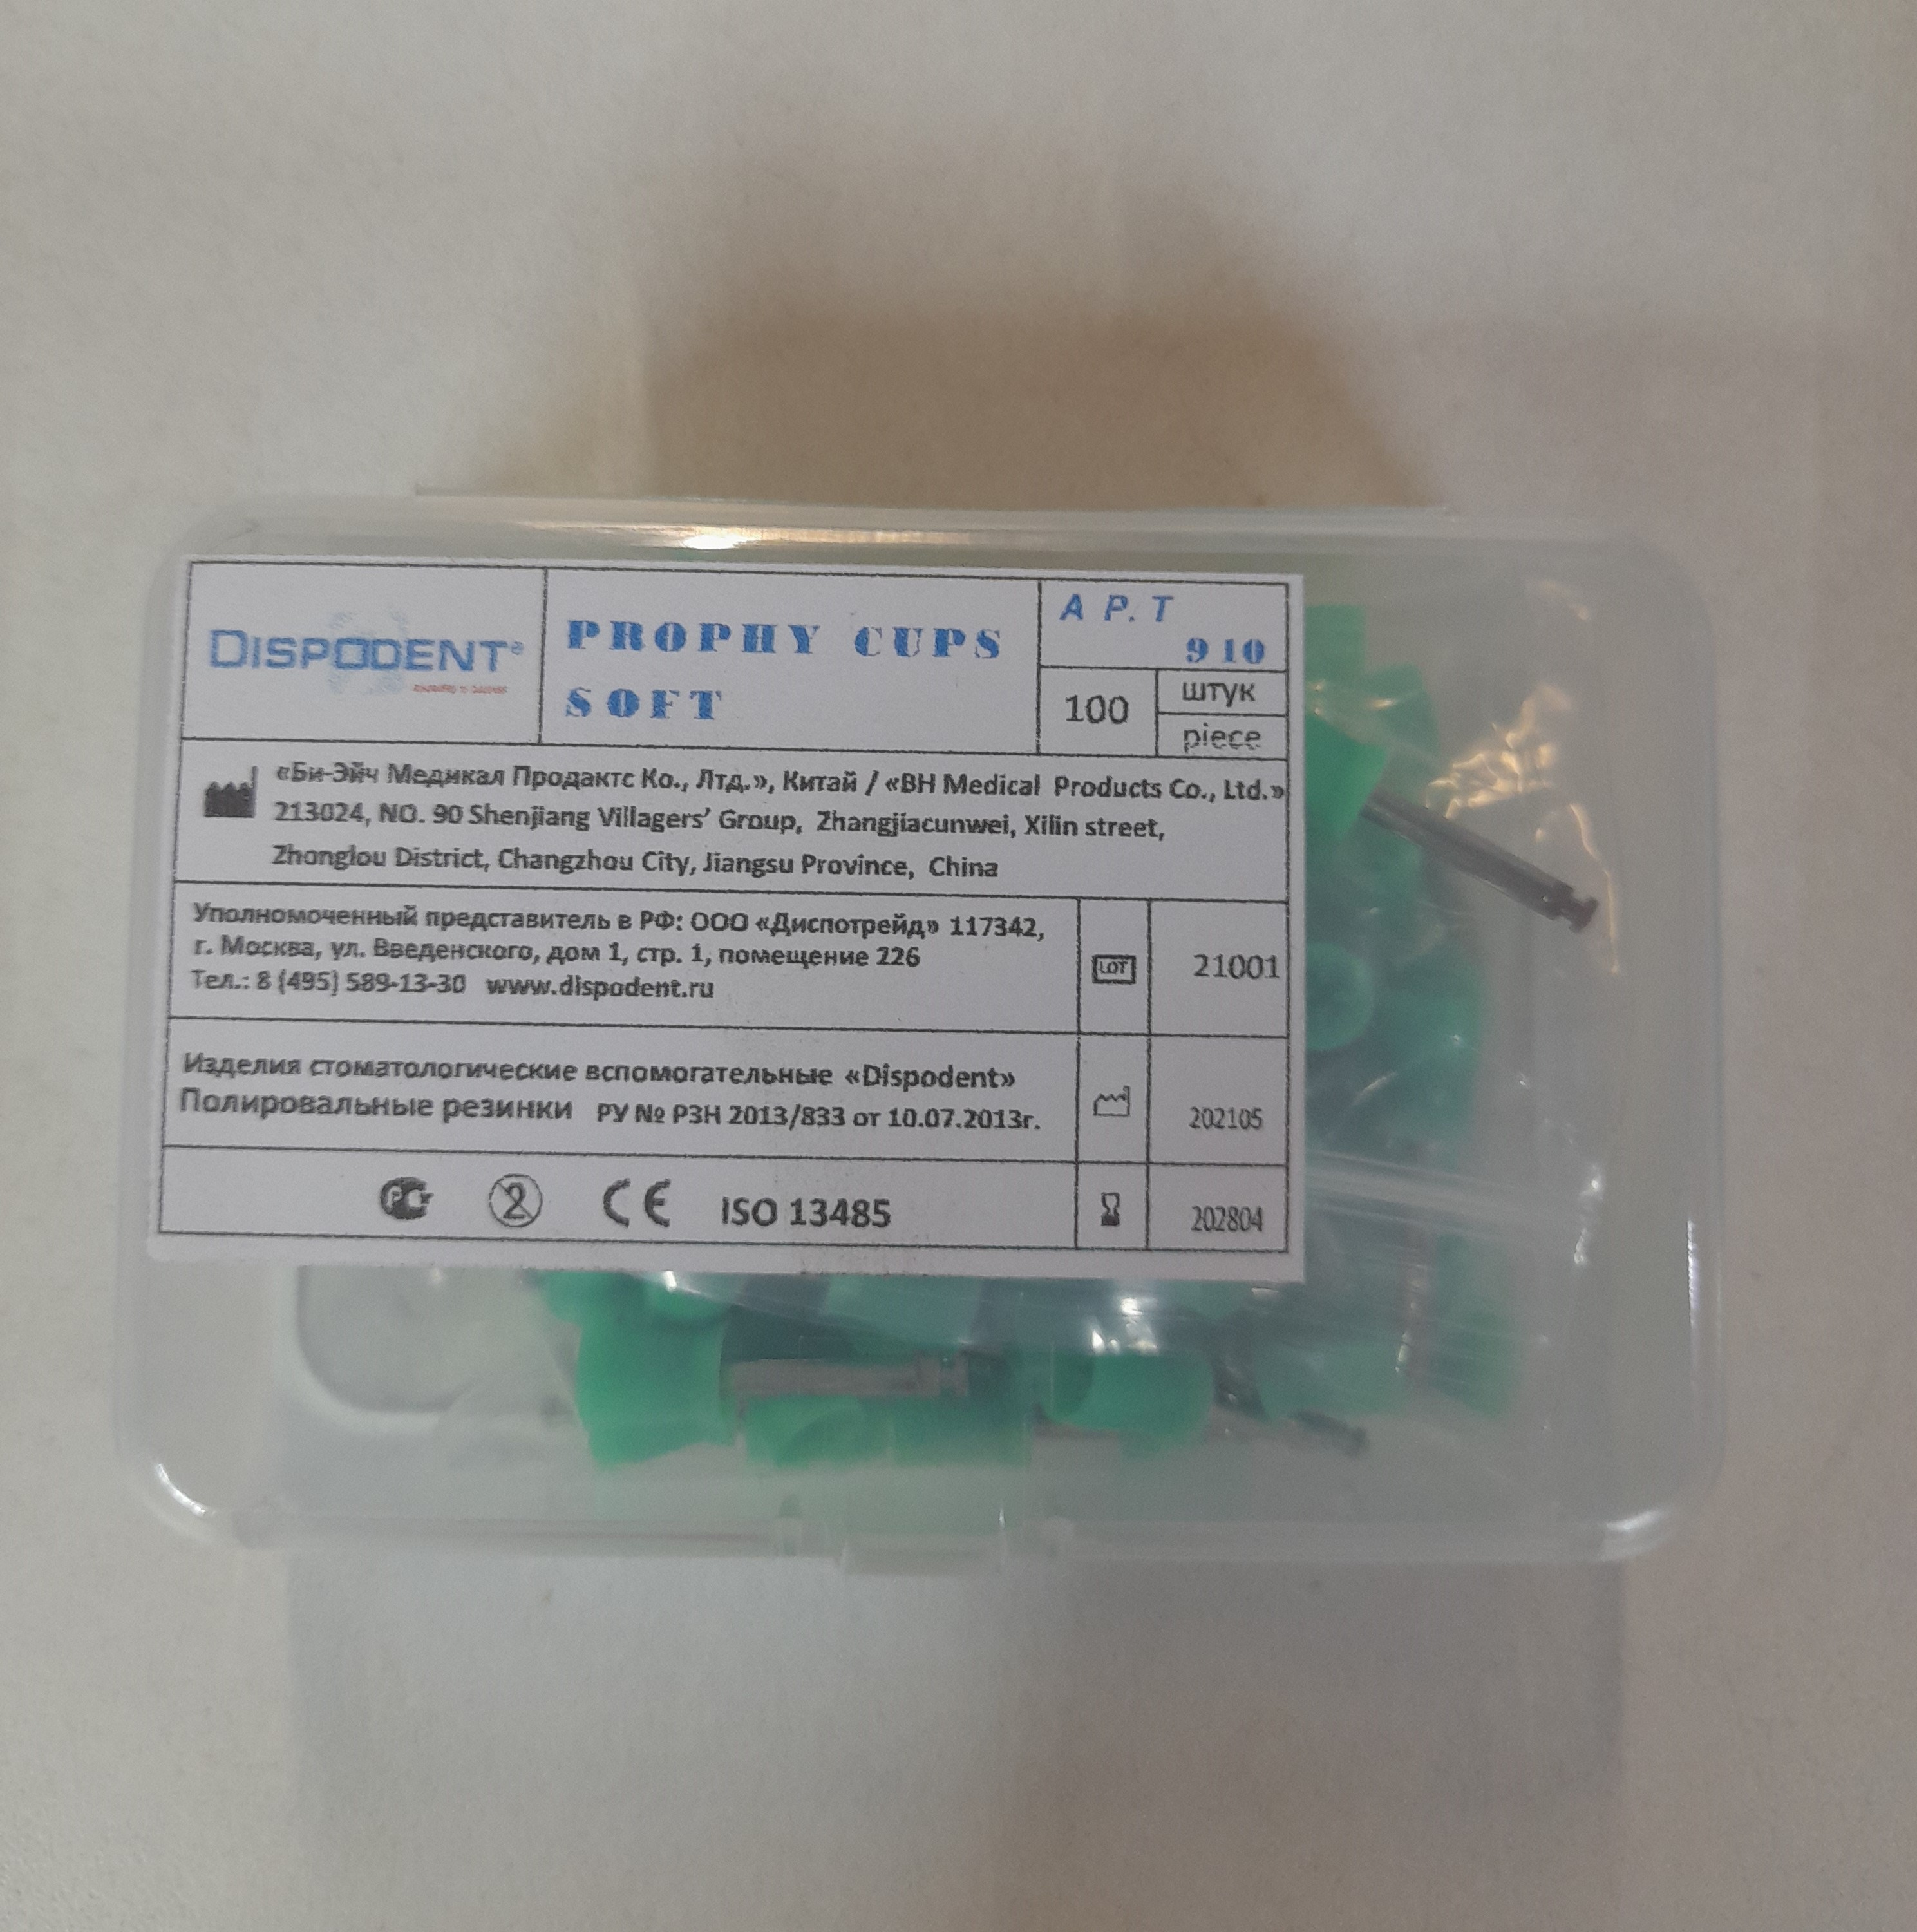 DISPODENT®
PROPHY CUPS
SOFT
А Р. Т
910
100
штук
piece
«Би-Эйч Медикал Продактс Ко., Лтд.», Китай / «BH Medical Products Co., Ltd.»
213024, NO. 90 Shenjiang Villagers' Group, Zhangjiacunwei, Xilin street,
Zhonglou District, Changzhou City, Jiangsu Province, China
Уполномоченный представитель в РФ: ООО «Диспотрейд» 117342,
г. Москва, ул. Введенского, дом 1, стр. 1, помещение 226
Тел.: 8 (495) 589-13-30 www.dispodent.ru
LOT
21001
Изделия стоматологические вспомогательные «Dispodent»
Полировальные резинки РУ № РЗН 2013/833 от 10.07.2013г.
202105
2 CE ISO 13485
202804